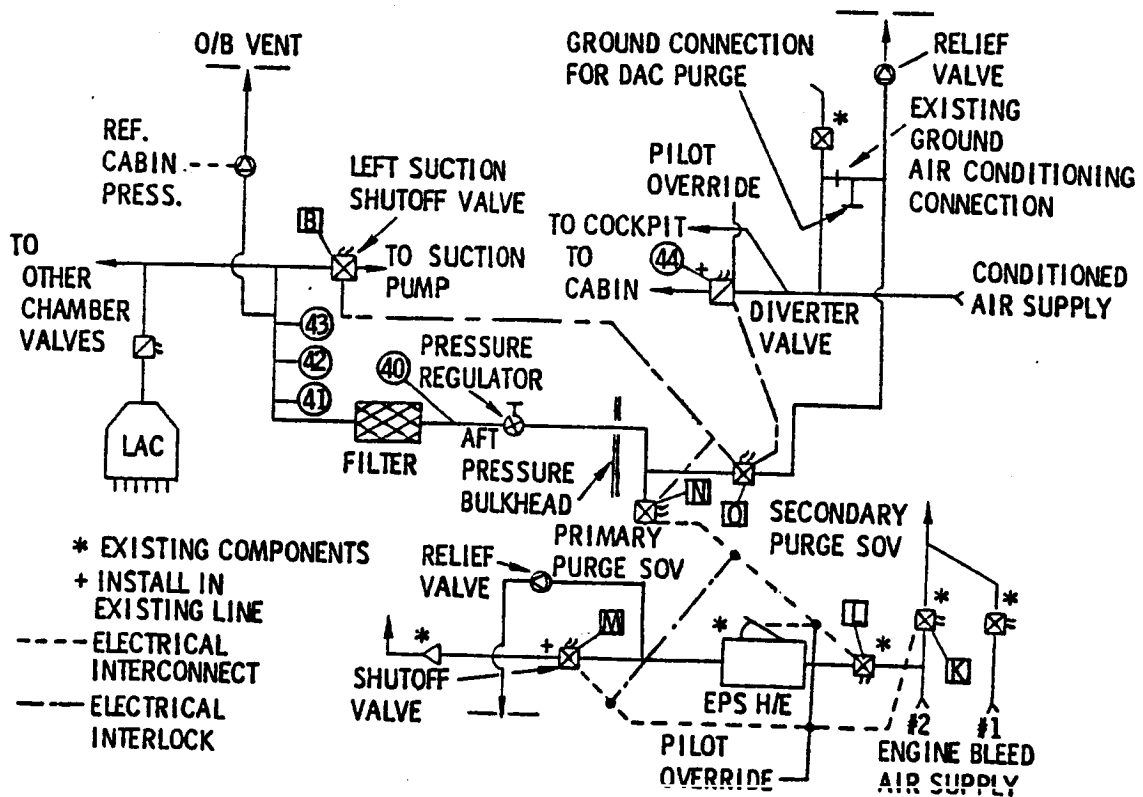 O/B VENT
GROUND CONNECTION
FOR DAC PURGE
RELIEF
VALVE
*
EXISTING
GROUND
AIR CONDITIONING
CONNECTION
REF.
CABIN
PRESS.
LEFT SUCTION
SHUTOFF VALVE
B
PILOT
OVERRIDE
TO COCKPIT
TO
CABIN
44
+
TO
OTHER
CHAMBER
VALVES
TO SUCTION
PUMP
DIVERTER
VALVE
CONDITIONED
AIR SUPPLY
43
42
41
40
PRESSURE
REGULATOR
LAC
FILTER
AFT
PRESSURE
BULKHEAD
N
O
PRIMARY
PURGE SOV
SECONDARY
PURGE SOV
* EXISTING COMPONENTS
+ INSTALL IN
EXISTING LINE
---- ELECTRICAL
INTERCONNECT
—-— ELECTRICAL
INTERLOCK
RELIEF
VALVE
*
+
M
SHUTOFF
VALVE
*
EPS H/E
L
*
*
K
*
#2
#1
ENGINE BLEED
AIR SUPPLY
PILOT
OVERRIDE